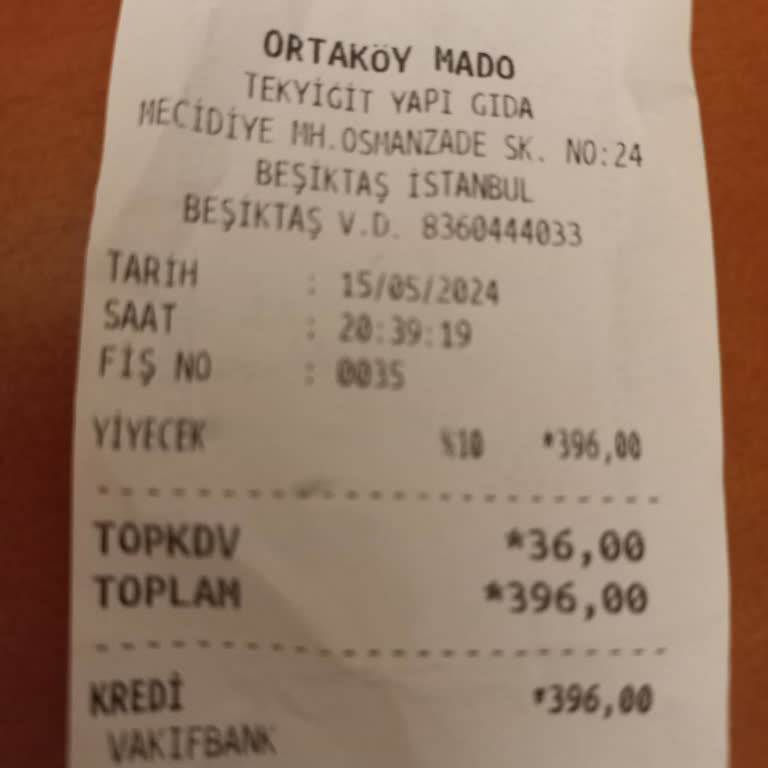 ORTAKÖY MADO
TEKYİĞİT YAPI GIDA
MECİDİYE MH.OSMANZADE SK. NO:24
BEŞİKTAŞ İSTANBUL
BEŞİKTAŞ V.D. 8360444033
TARİH : 15/05/2024
SAAT : 20:39:19
FİŞ NO : 0035
YİYECEK %10 *396,00
TOPKDV *36,00
TOPLAM *396,00
KREDİ *396,00
VAKIFBANK